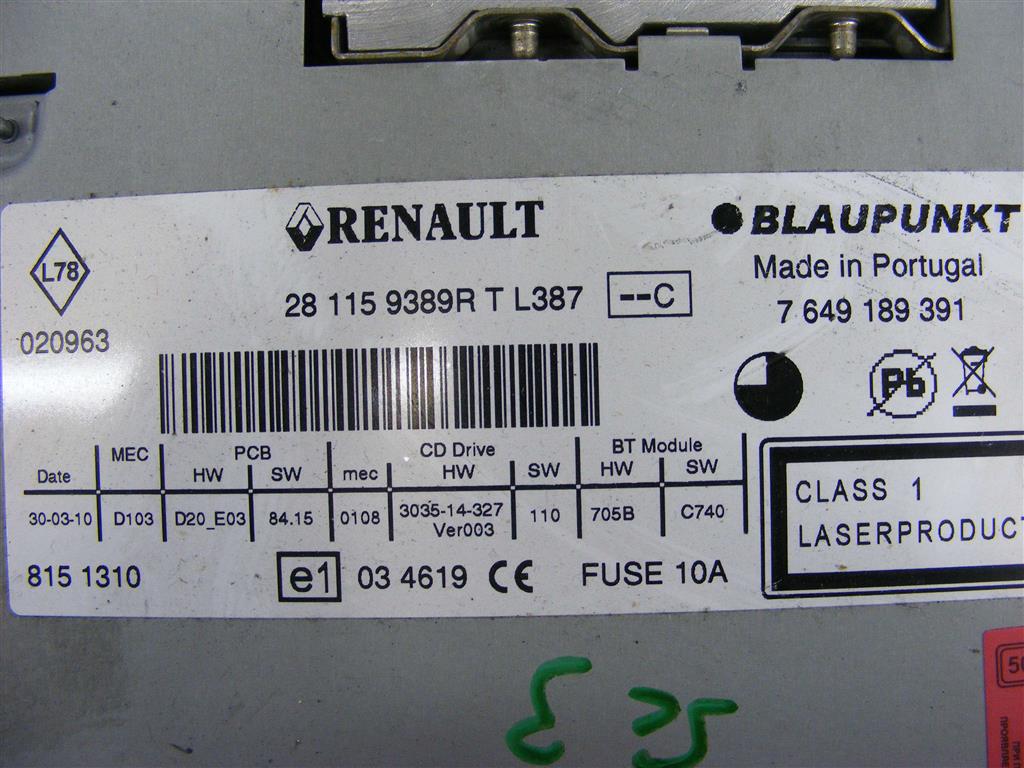 RENAULT
BLAUPUNKT
L78
Made in Portugal
28 115 9389R T L387 --C
7 649 189 391
020963
Pb
Date MEC PCB HW SW mec CD Drive HW SW BT Module HW SW
30-03-10 D103 D20_E03 84.15 0108 3035-14-327 Ver003 110 705B C740
CLASS 1
LASERPRODUCT
815 1310 e1 03 4619 CE FUSE 10A